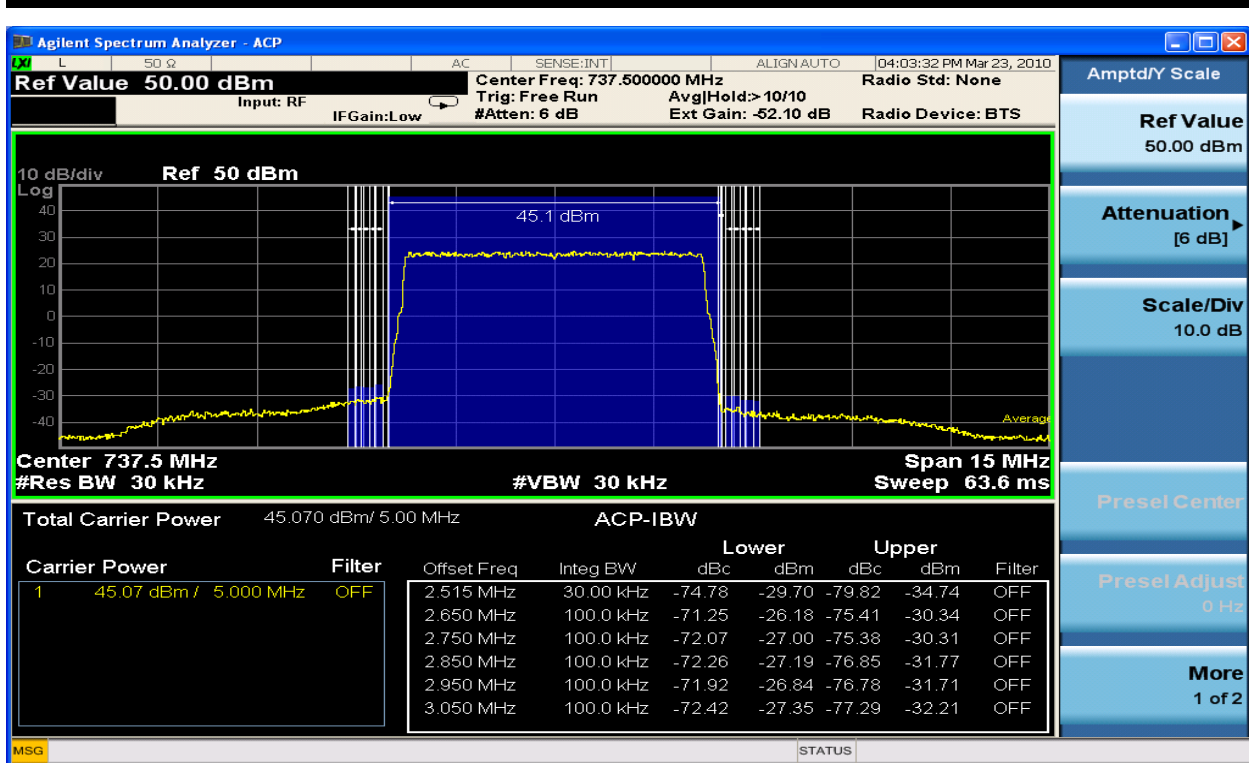 Agilent Spectrum Analyzer - ACP
LXI L 50 Ω AC SENSE:INT ALIGN AUTO 04:03:32 PM Mar 23, 2010
Ref Value 50.00 dBm
Input: RF
IFGain:Low
Center Freq: 737.500000 MHz
Trig: Free Run Avg|Hold:> 10/10
#Atten: 6 dB Ext Gain: -52.10 dB
Radio Std: None
Radio Device: BTS
10 dB/div Ref 50 dBm
Log
40
30
20
10
0
-10
-20
-30
-40
45.1 dBm
Average
Center 737.5 MHz Span 15 MHz
#Res BW 30 kHz #VBW 30 kHz Sweep 63.6 ms
Total Carrier Power 45.070 dBm/ 5.00 MHz ACP-IBW
Lower Upper
Carrier Power Filter Offset Freq Integ BW dBc dBm dBc dBm Filter
1 45.07 dBm / 5.000 MHz OFF
2.515 MHz 30.00 kHz -74.78 -29.70 -79.82 -34.74 OFF
2.650 MHz 100.0 kHz -71.25 -26.18 -75.41 -30.34 OFF
2.750 MHz 100.0 kHz -72.07 -27.00 -75.38 -30.31 OFF
2.850 MHz 100.0 kHz -72.26 -27.19 -76.85 -31.77 OFF
2.950 MHz 100.0 kHz -71.92 -26.84 -76.78 -31.71 OFF
3.050 MHz 100.0 kHz -72.42 -27.35 -77.29 -32.21 OFF
MSG STATUS
Amptd/Y Scale
Ref Value
50.00 dBm
Attenuation
[6 dB]
Scale/Div
10.0 dB
Presel Center
Presel Adjust
0 Hz
More
1 of 2